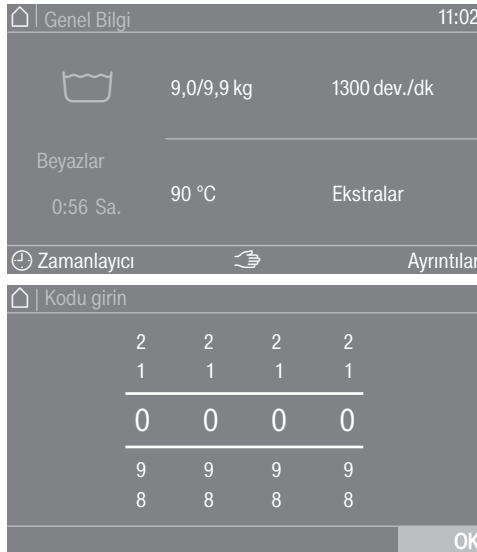 Genel Bilgi 11:02
9,0/9,9 kg 1300 dev./dk
Beyazlar
0:56 Sa.
90 °C Ekstralar
Zamanlayıcı Ayrıntılar
Kodu girin
2 2 2 2
1 1 1 1
0 0 0 0
9 9 9 9
8 8 8 8
OK